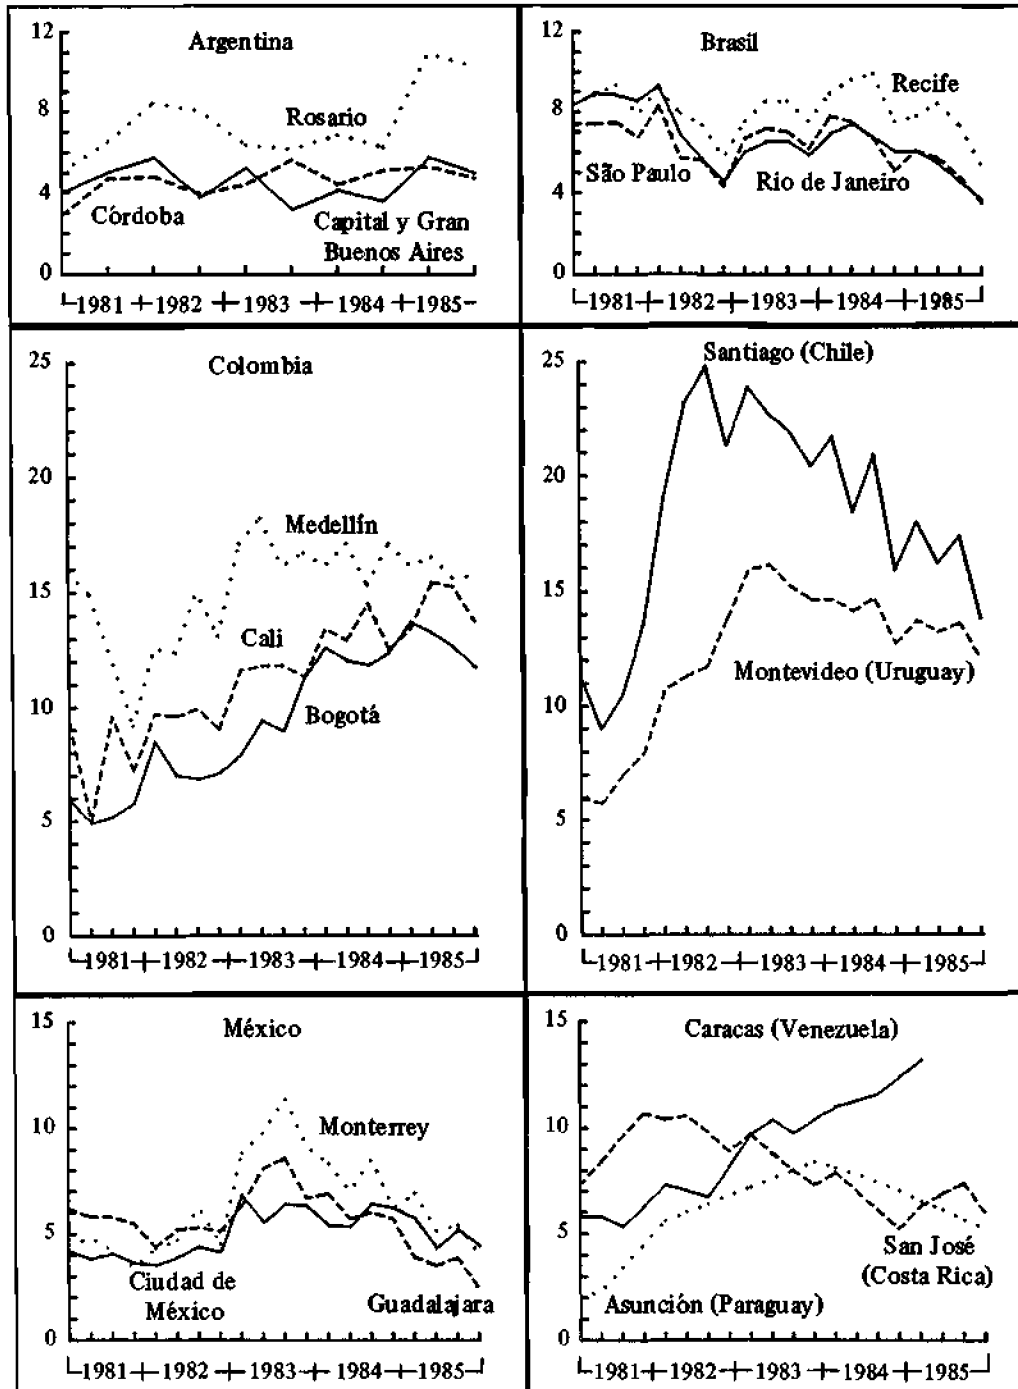 Argentina
12
8
4
0
Rosario
Córdoba
Capital y Gran
Buenos Aires
1981 1982 1983 1984 1985
Brasil
12
8
4
0
Recife
São Paulo
Rio de Janeiro
1981 1982 1983 1984 1985
Colombia
25
20
15
10
5
0
Medellín
Cali
Bogotá
1981 1982 1983 1984 1985
Santiago (Chile)
25
20
15
10
5
0
Montevideo (Uruguay)
1981 1982 1983 1984 1985
México
15
10
5
0
Monterrey
Ciudad de
México
Guadalajara
1981 1982 1983 1984 1985
Caracas (Venezuela)
15
10
5
0
San José
(Costa Rica)
Asunción (Paraguay)
1981 1982 1983 1984 1985